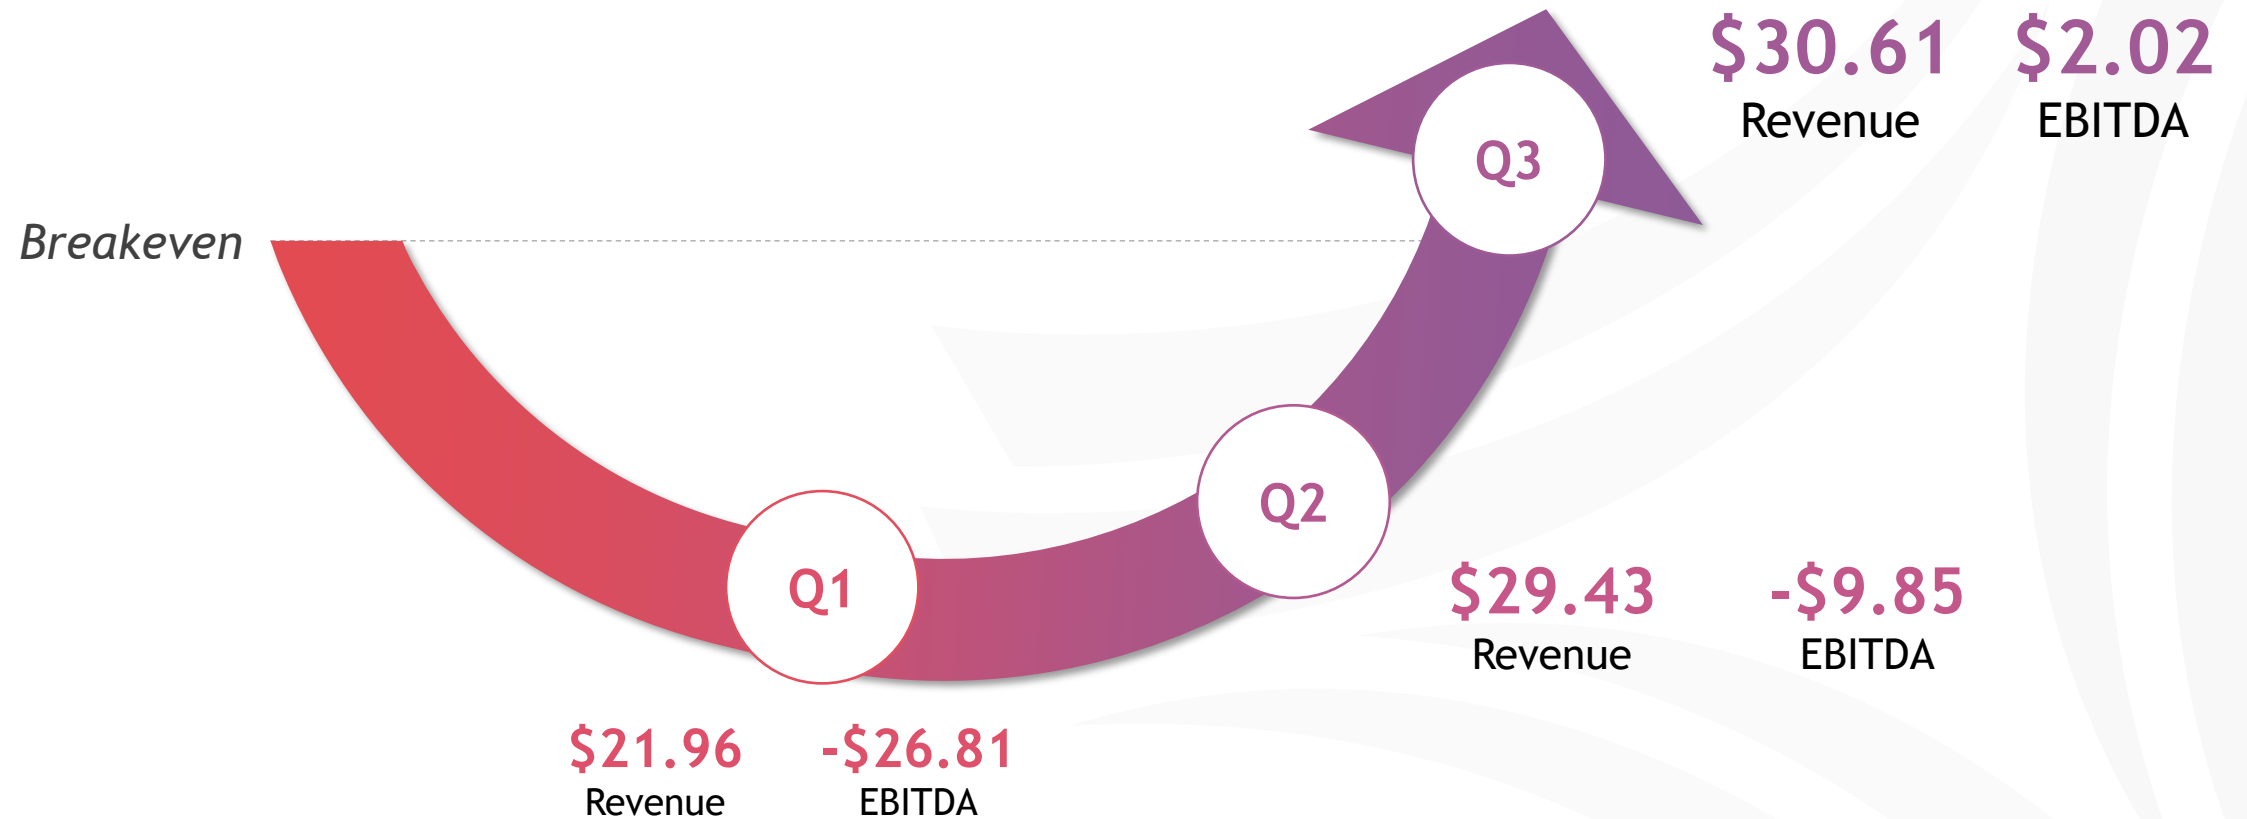 $30.61 $2.02
Revenue EBITDA
Q3
Breakeven
Q2
$29.43 -$9.85
Revenue EBITDA
Q1
$21.96 -$26.81
Revenue EBITDA